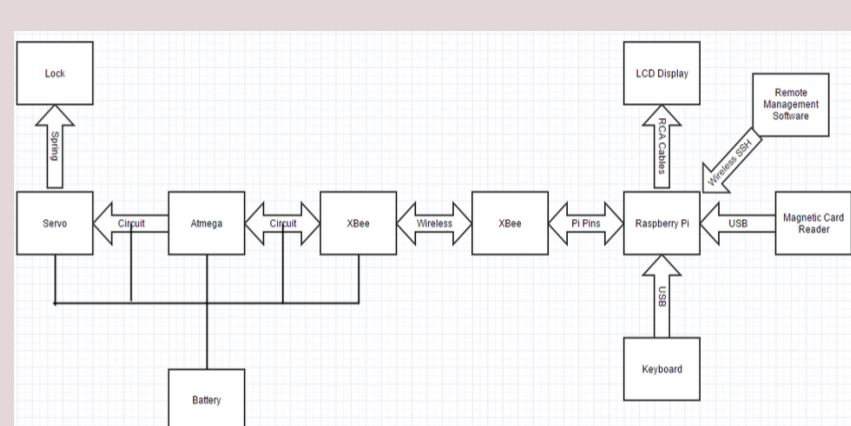 Lock
LCD Display
Remote
Management
Software
Spring
RCA Cables
Wireless SSH
Servo
Circuit
Atmega
Circuit
XBee
Wireless
XBee
Pi Pins
Raspberry Pi
USB
Magnetic Card
Reader
USB
Keyboard
Battery